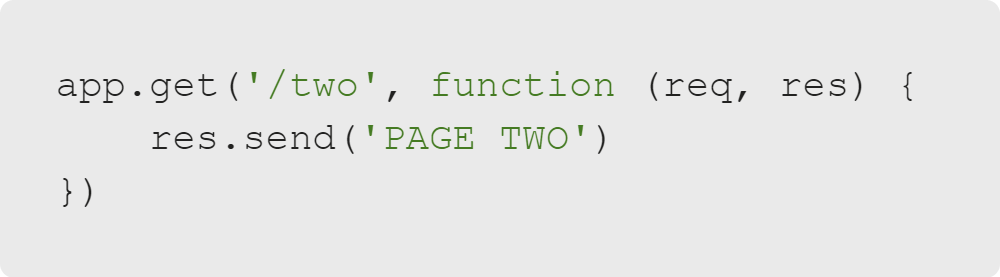 app.get('/two', function (req, res) {
    res.send('PAGE TWO')
})